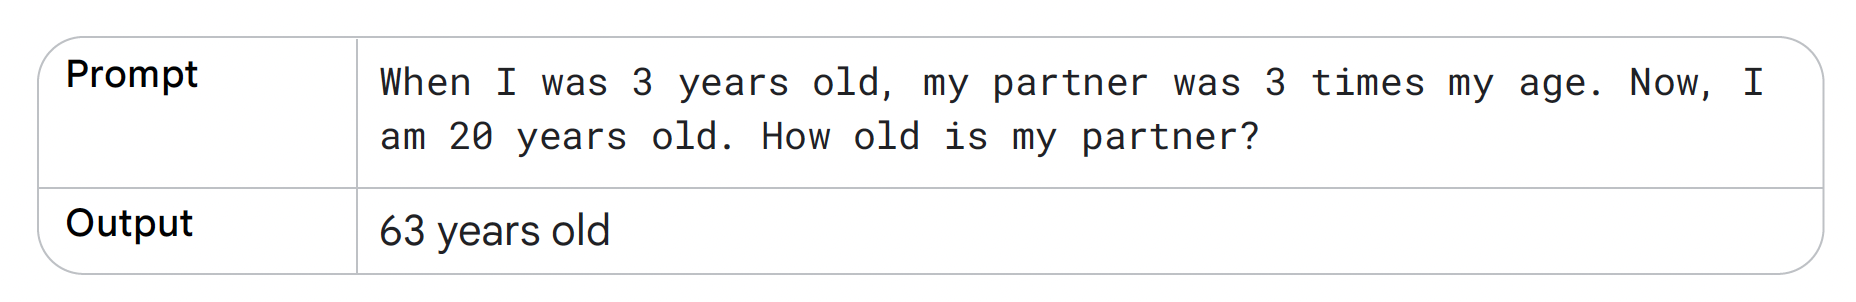 Prompt
When I was 3 years old, my partner was 3 times my age. Now, I
am 20 years old. How old is my partner?
Output
63 years old